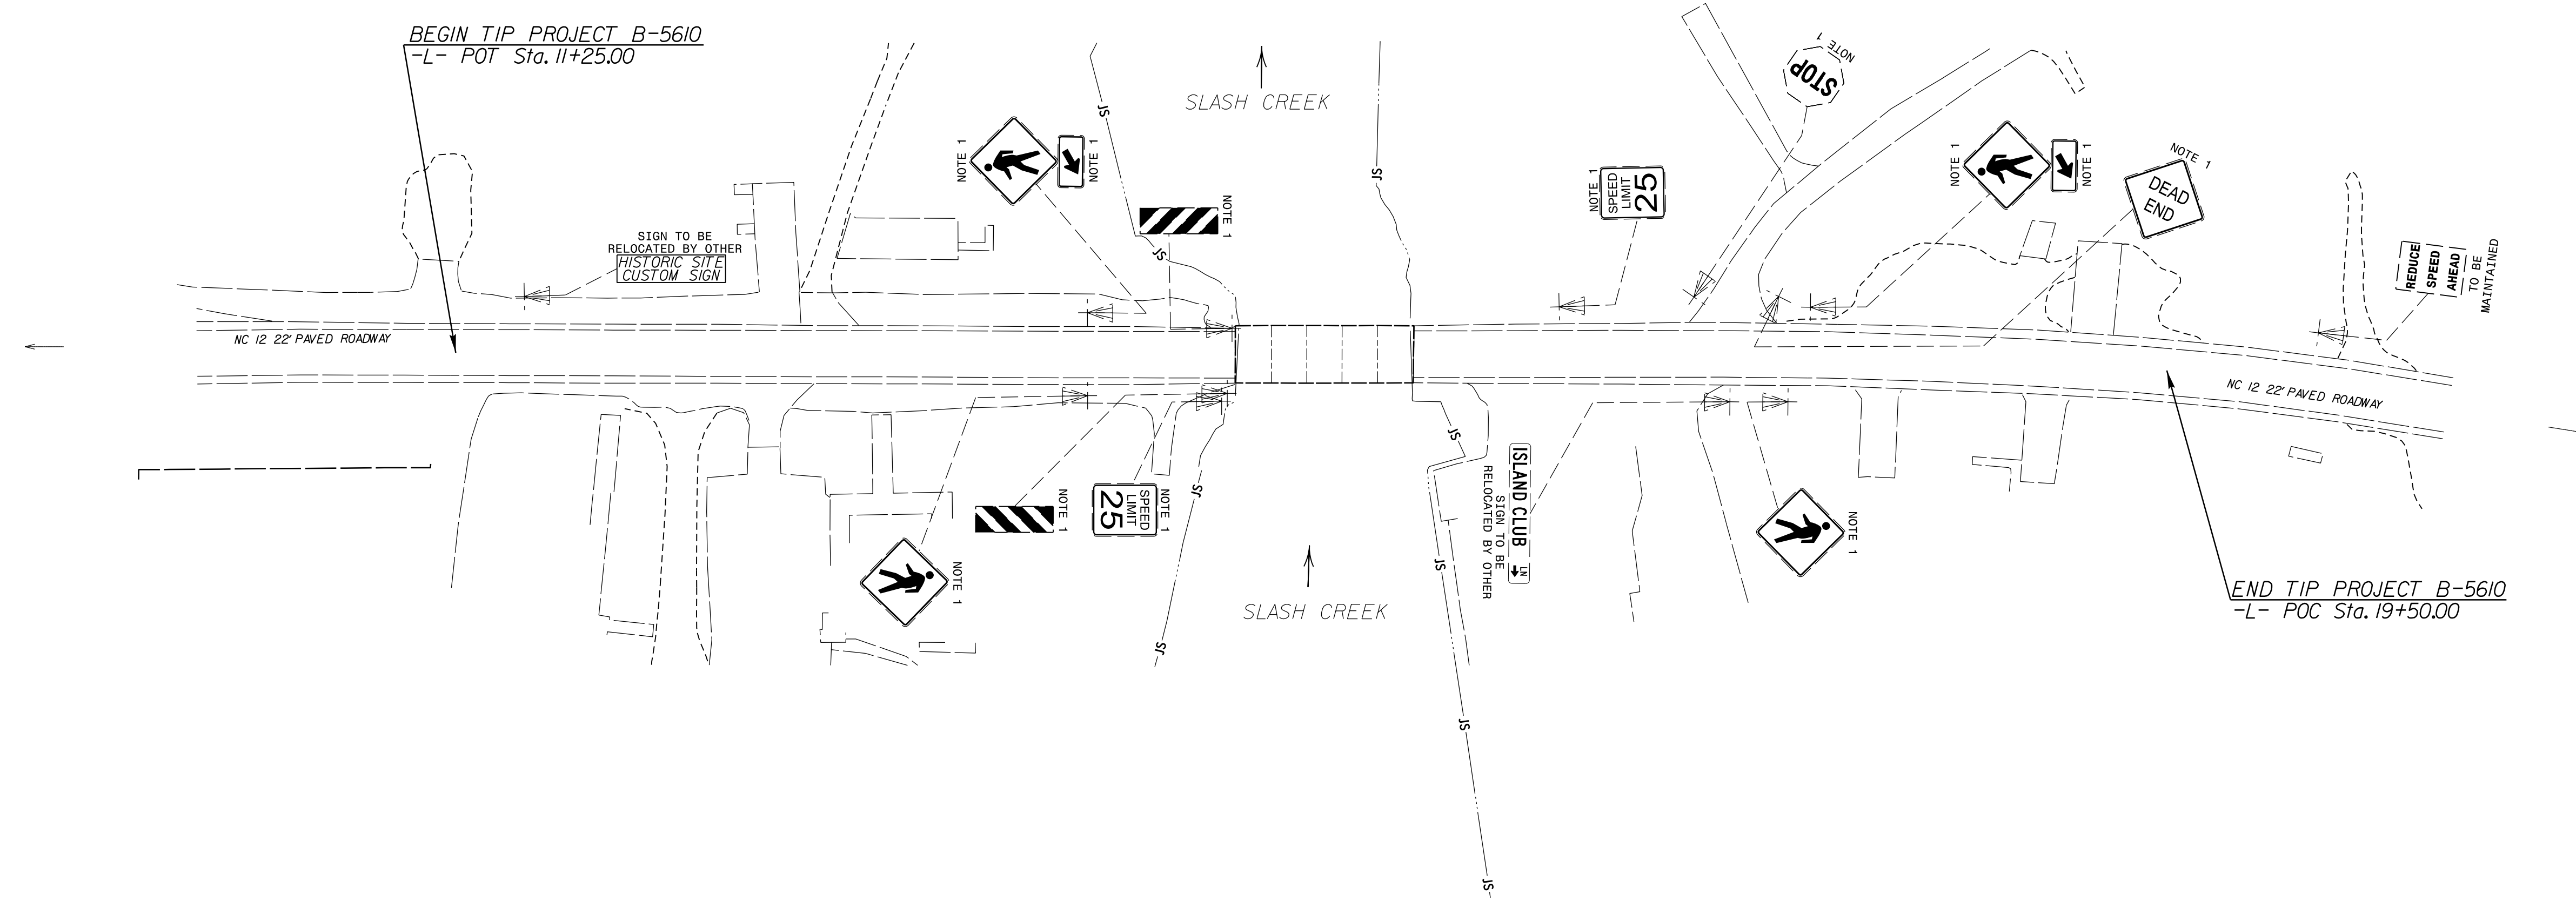 BEGIN TIP PROJECT B-5610
-L- POT Sta. 11+25.00
SLASH CREEK
STOP
NOTE 1
JS
NOTE 1
NOTE 1
NOTE 1
JS
JS
NOTE 1
SPEED
LIMIT
25
NOTE 1
NOTE 1
NOTE 1
DEAD
END
SIGN TO BE
RELOCATED BY OTHER
HISTORIC SITE
CUSTOM SIGN
REDUCE
SPEED
AHEAD
TO BE
MAINTAINED
NC 12 22' PAVED ROADWAY
NC 12 22' PAVED ROADWAY
NOTE 1
SPEED
LIMIT
25
NOTE 1
JS
JS
ISLAND CLUB LN
SIGN TO BE
RELOCATED BY OTHER
NOTE 1
NOTE 1
JS
SLASH CREEK
JS
JS
JS
END TIP PROJECT B-5610
-L- POC Sta. 19+50.00